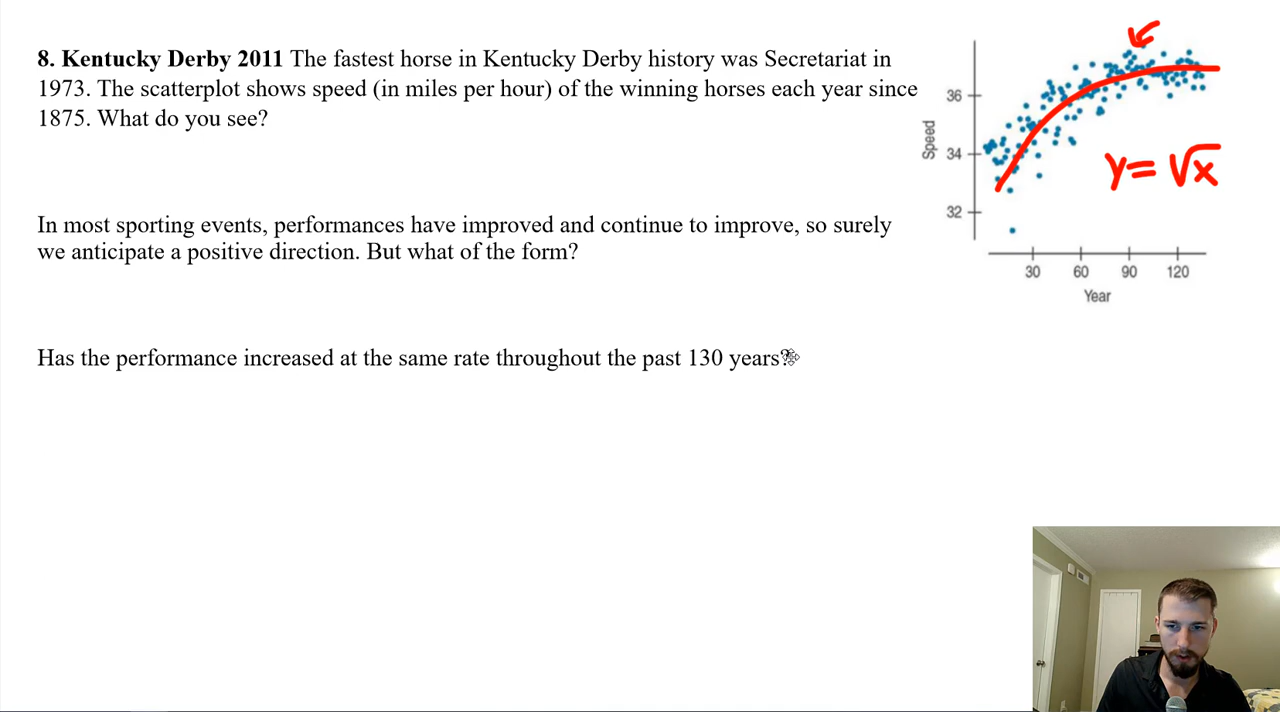 8. Kentucky Derby 2011 The fastest horse in Kentucky Derby history was Secretariat in
1973. The scatterplot shows speed (in miles per hour) of the winning horses each year since
1875. What do you see?
In most sporting events, performances have improved and continue to improve, so surely
we anticipate a positive direction. But what of the form?
Has the performance increased at the same rate throughout the past 130 years?
36
34
32
Speed
30 60 90 120
Year
y = √x